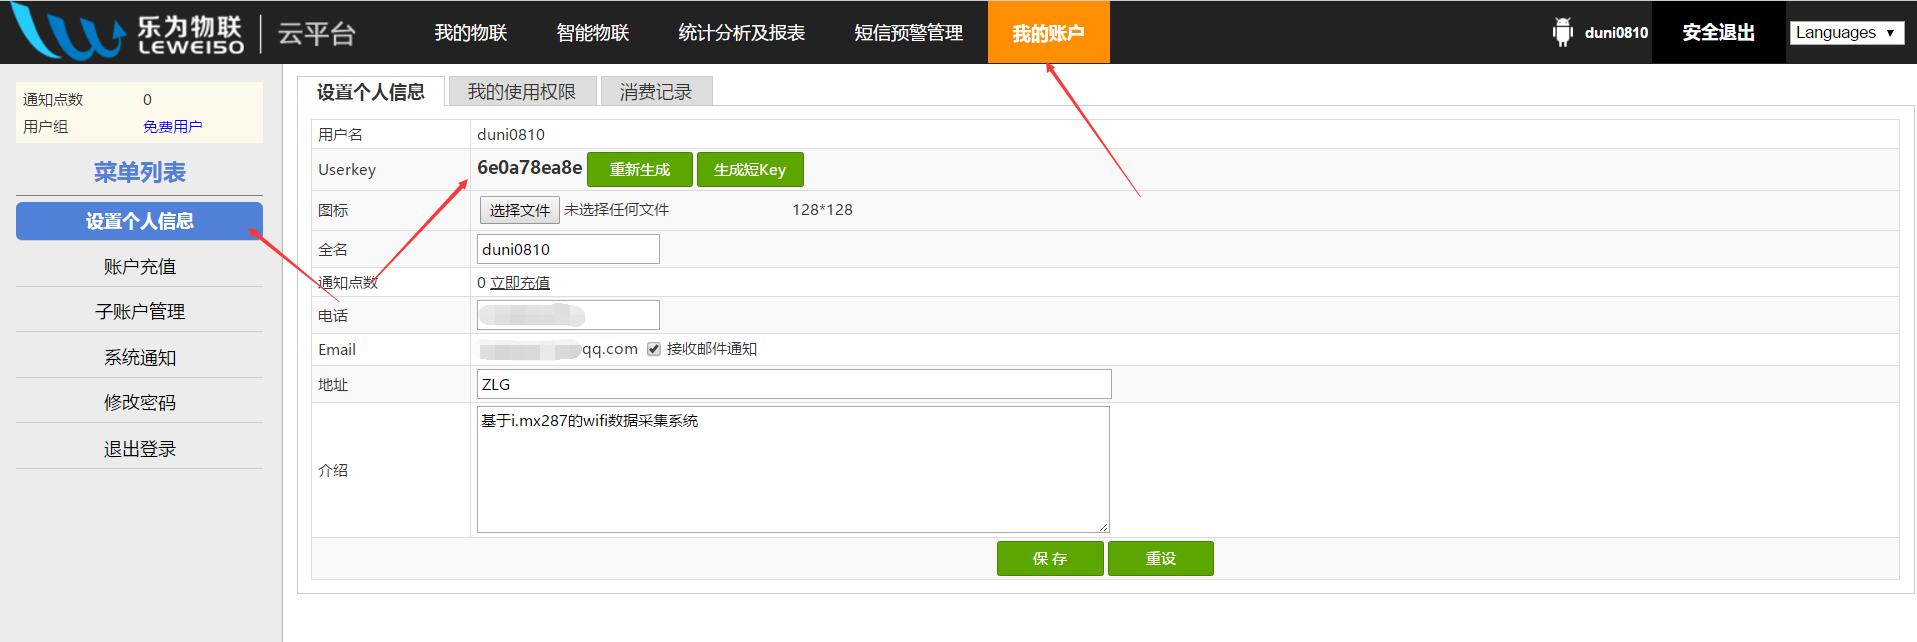 乐为物联 LEWEI50 云平台 我的物联 智能物联 统计分析及报表 短信预警管理 我的账户 duni0810 安全退出 Languages
通知点数 0
用户组 免费用户
菜单列表
设置个人信息
账户充值
子账户管理
系统通知
修改密码
退出登录
设置个人信息 我的使用权限 消费记录
用户名 duni0810
Userkey 6e0a78ea8e 重新生成 生成短Key
图标 选择文件 未选择任何文件 128*128
全名 duni0810
通知点数 0 立即充值
电话
Email qq.com 接收邮件通知
地址 ZLG
介绍 基于i.mx287的wifi数据采集系统
保 存 重设